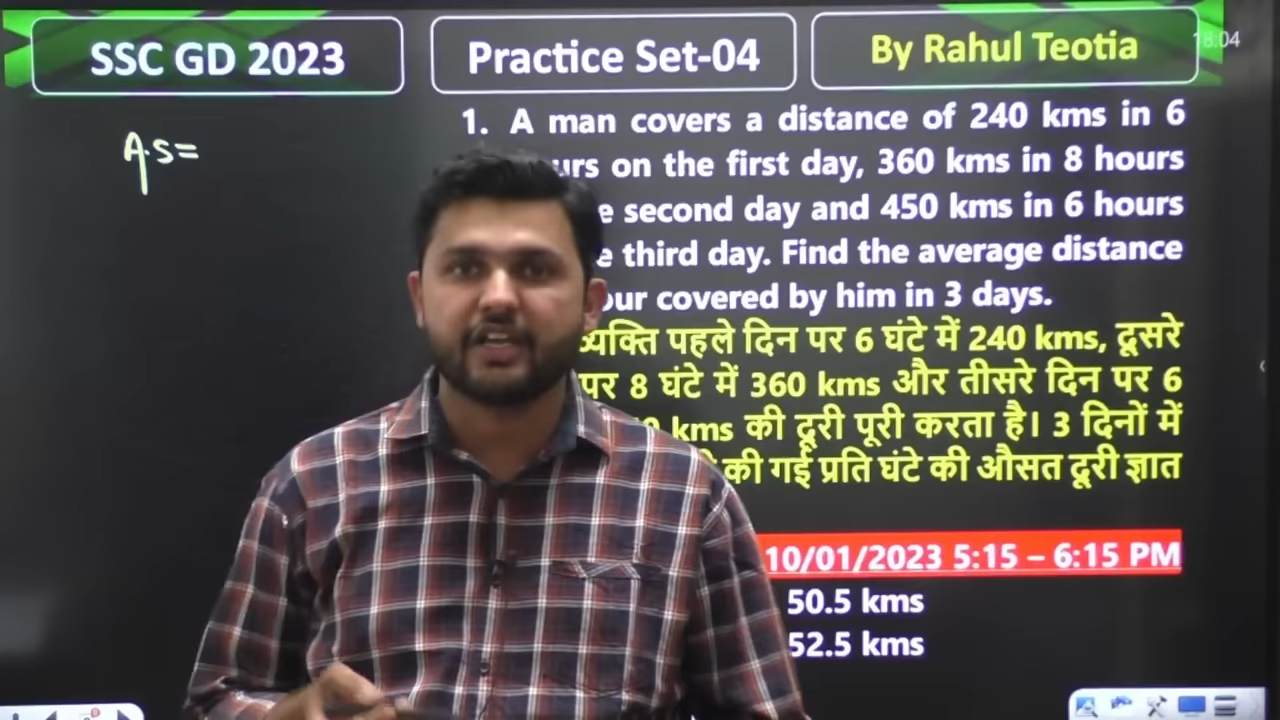 SSC GD 2023
Practice Set-04
By Rahul Teotia
18:04
A.S=
1. A man covers a distance of 240 kms in 6
on the first day, 360 kms in 8 hours
second day and 450 kms in 6 hours
third day. Find the average distance
covered by him in 3 days.
व्यक्ति पहले दिन पर 6 घंटे में 240 kms, दूसरे
पर 8 घंटे में 360 kms और तीसरे दिन पर 6
kms की दूरी पूरी करता है। 3 दिनों में
की गई प्रति घंटे की औसत दूरी ज्ञात
10/01/2023 5:15 – 6:15 PM
50.5 kms
52.5 kms